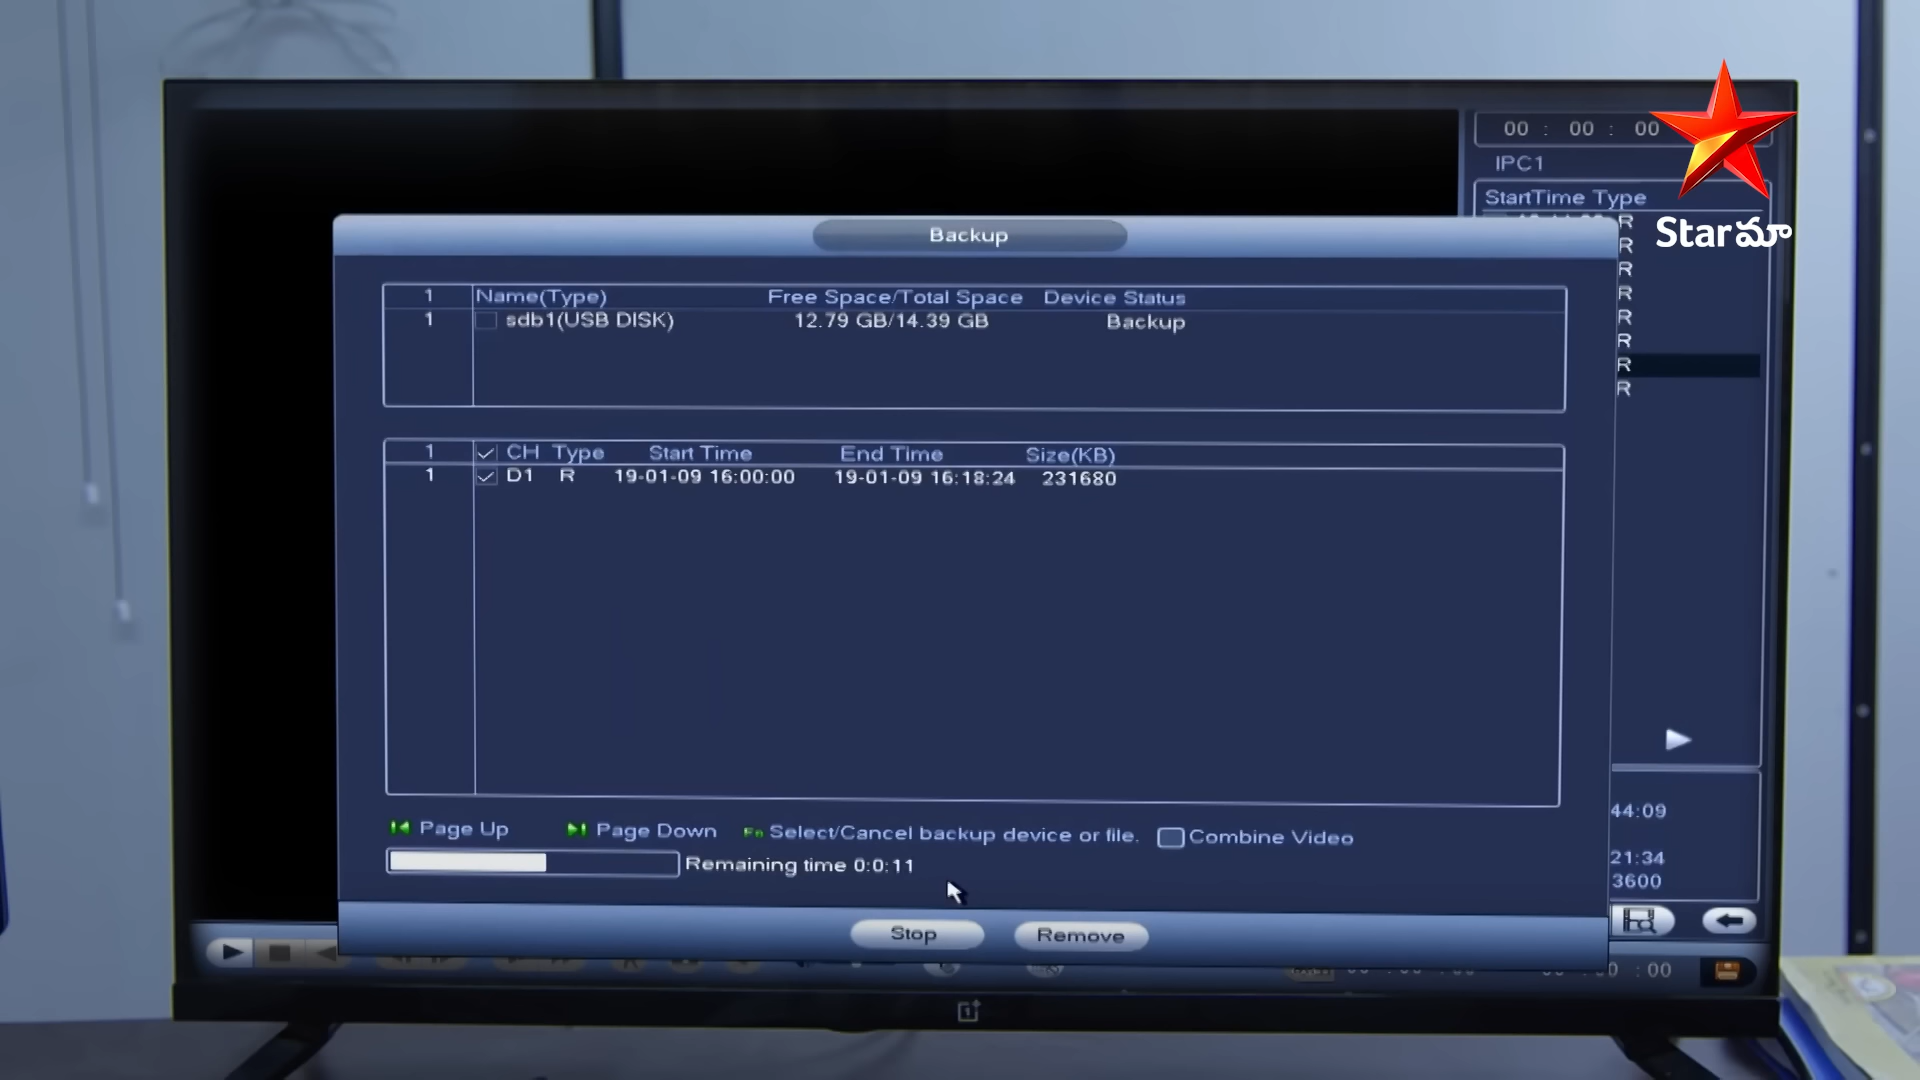 00 : 00 : 00
IPC1
StartTime Type
Starమా
R
R
R
R
R
R
R
R
Backup
1 Name(Type) Free Space/Total Space Device Status
1 sdb1(USB DISK) 12.79 GB/14.39 GB Backup
1 CH Type Start Time End Time Size(KB)
1 D1 R 19-01-09 16:00:00 19-01-09 16:18:24 231680
Page Up Page Down Fn Select/Cancel backup device or file. Combine Video
Remaining time 0:0:11
Stop Remove
44:09
21:34
3600
:00